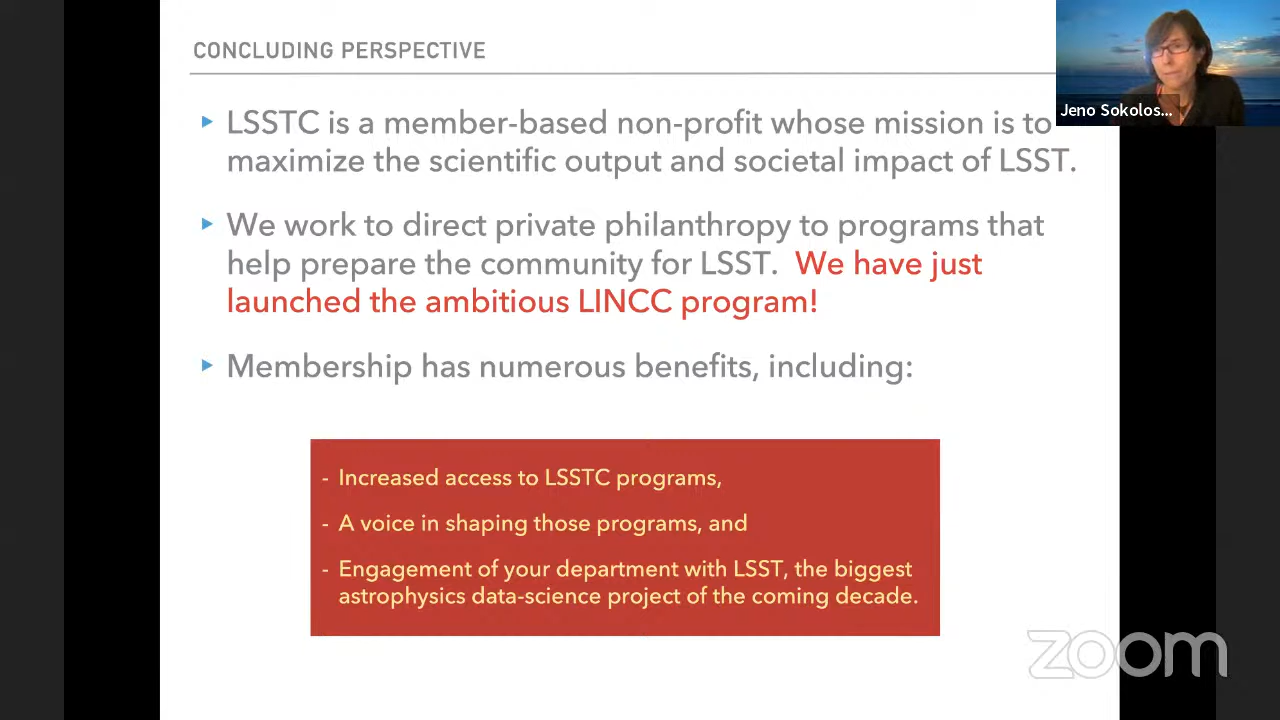 CONCLUDING PERSPECTIVE
Jeno Sokolos...
▸ LSSTC is a member-based non-profit whose mission is to
maximize the scientific output and societal impact of LSST.
▸ We work to direct private philanthropy to programs that
help prepare the community for LSST. We have just
launched the ambitious LINCC program!
▸ Membership has numerous benefits, including:
- Increased access to LSSTC programs,
- A voice in shaping those programs, and
- Engagement of your department with LSST, the biggest
astrophysics data-science project of the coming decade.
zoom